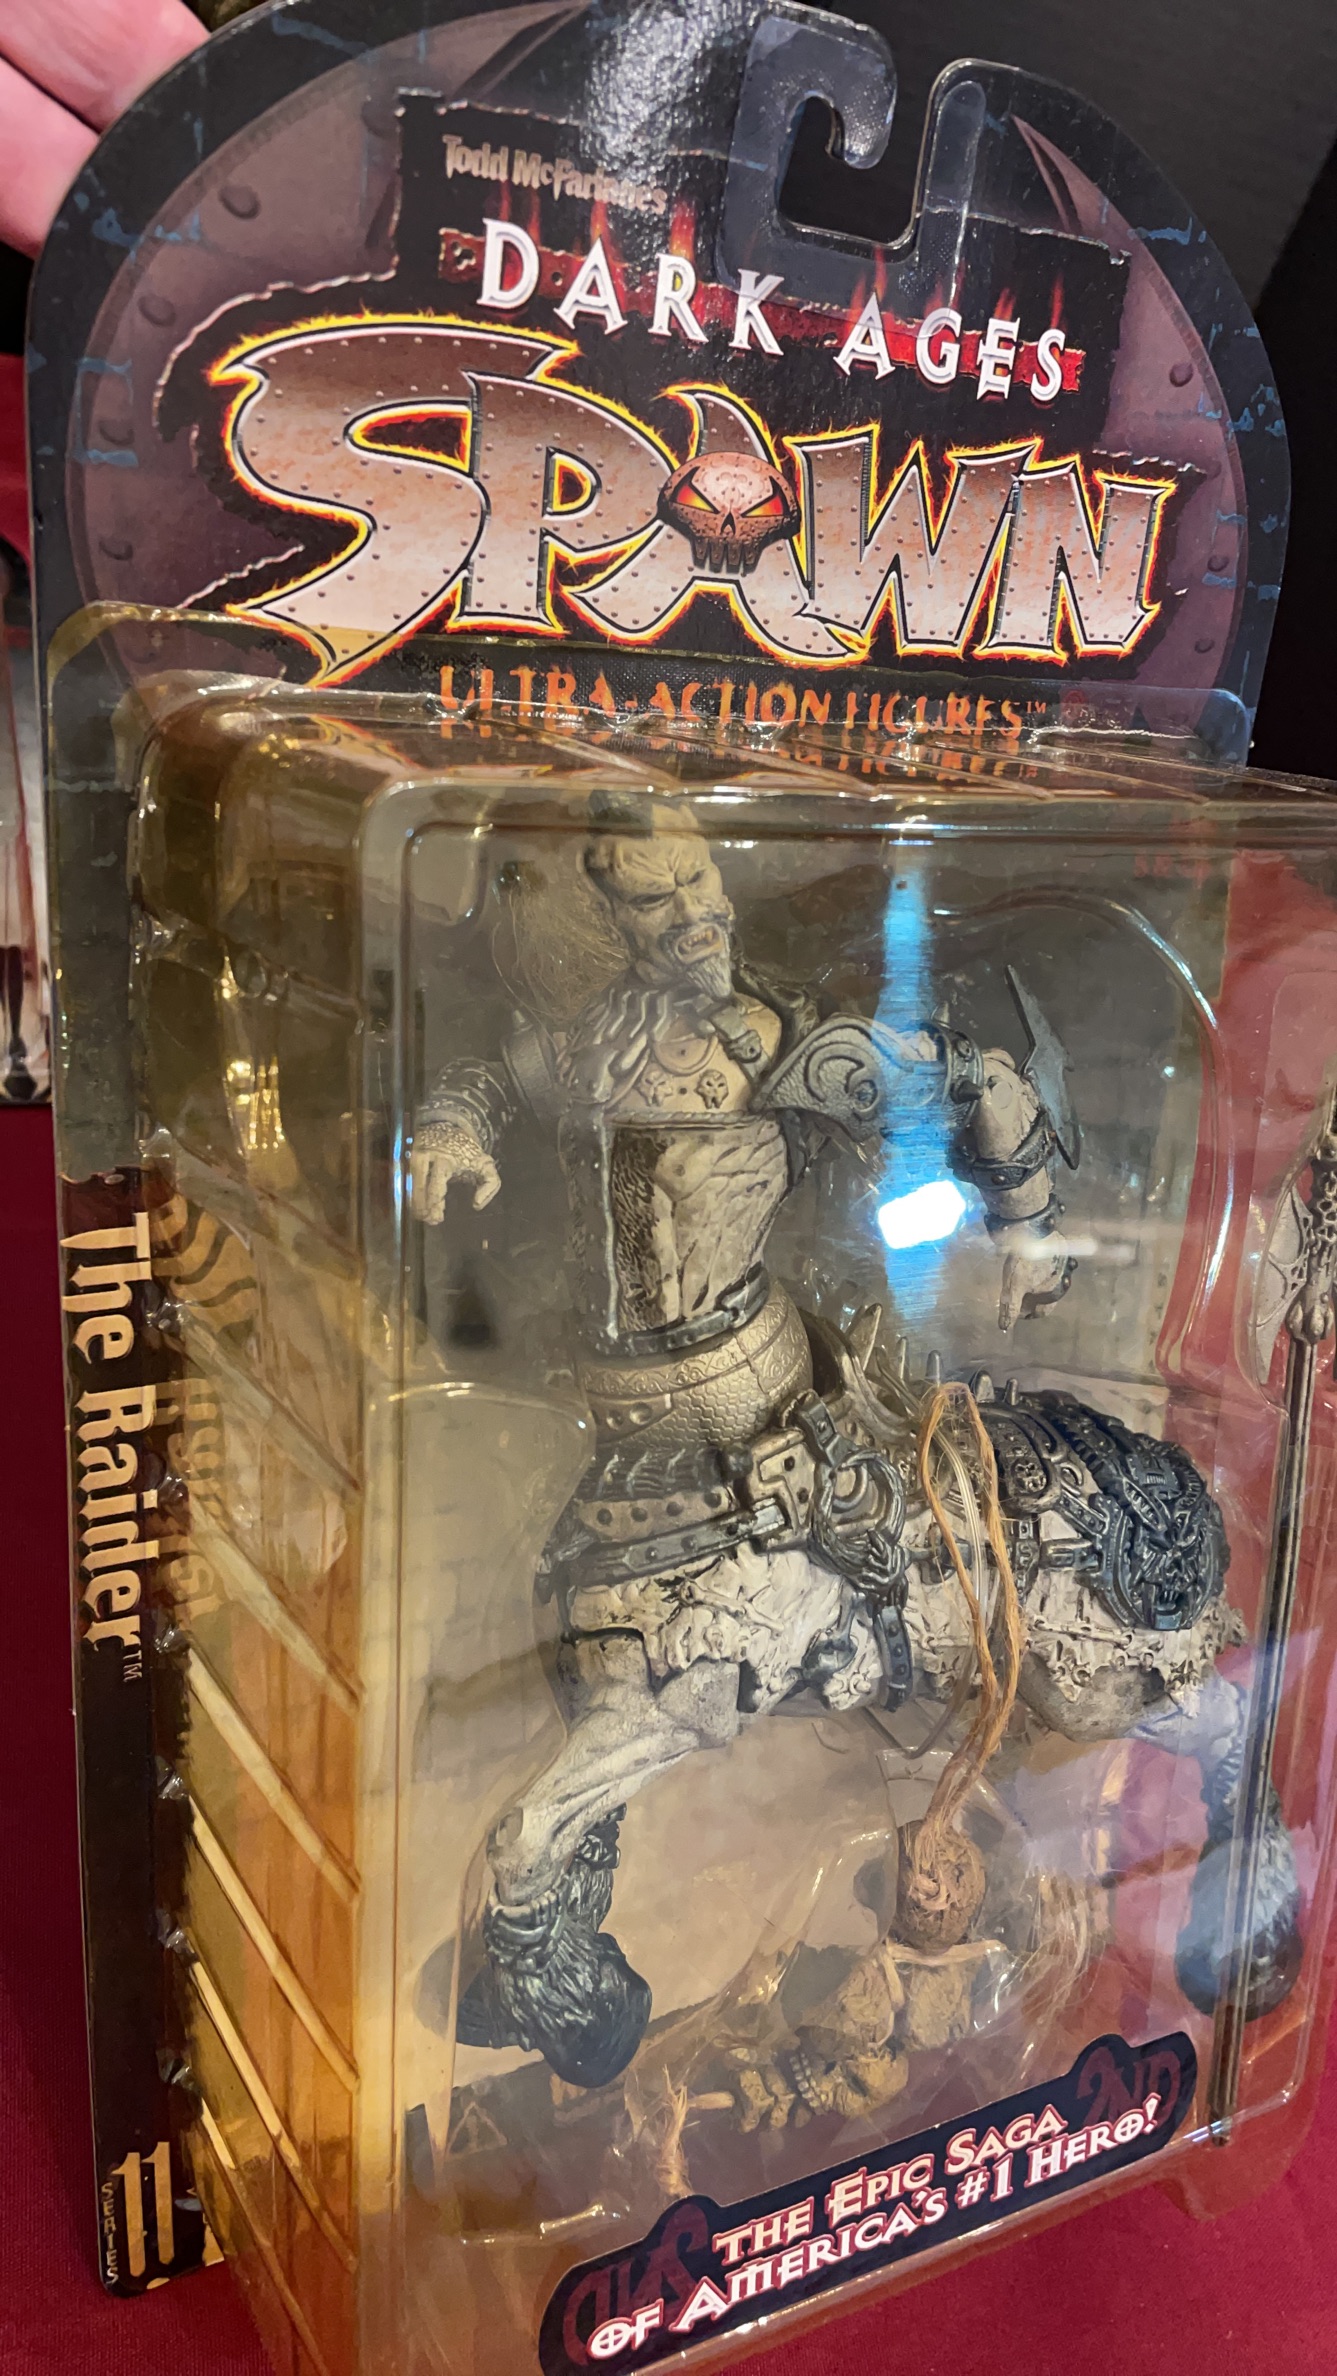 Todd McFarlane's
DARK AGES
SPAWN
ULTRA-ACTION FIGURES™
The Raider™
SERIES 11
THE EPIC SAGA
OF AMERICA'S #1 HERO!